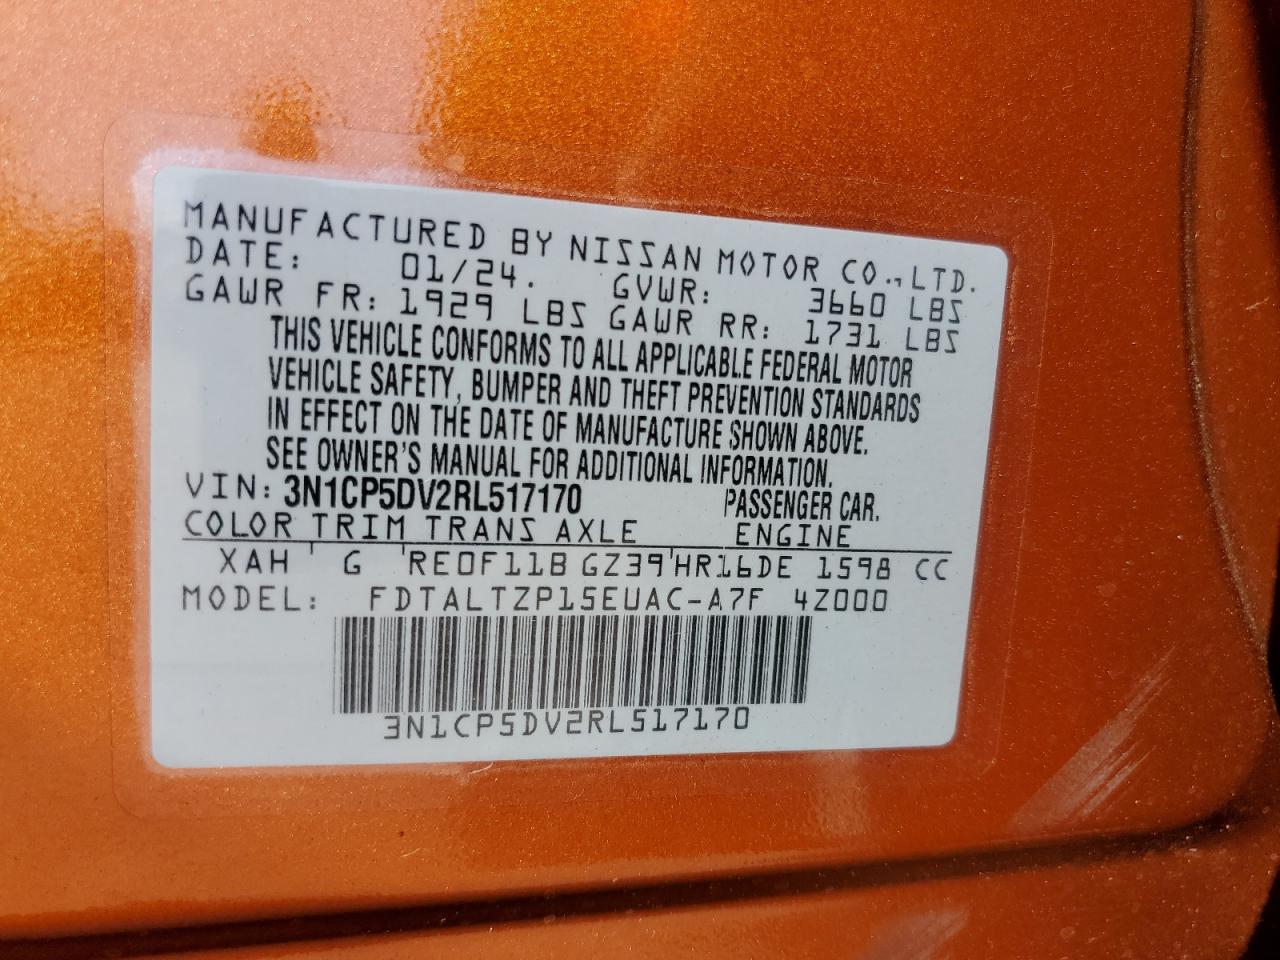 MANUFACTURED BY NISSAN MOTOR CO.,LTD.
DATE: 01/24. GVWR: 3660 LBS
GAWR FR: 1929 LBS GAWR RR: 1731 LBS
THIS VEHICLE CONFORMS TO ALL APPLICABLE FEDERAL MOTOR
VEHICLE SAFETY, BUMPER AND THEFT PREVENTION STANDARDS
IN EFFECT ON THE DATE OF MANUFACTURE SHOWN ABOVE.
SEE OWNER'S MANUAL FOR ADDITIONAL INFORMATION.
VIN: 3N1CP5DV2RL517170 PASSENGER CAR.
COLOR TRIM TRANS AXLE ENGINE
XAH G RE0F11B GZ39 HR16DE 1598 CC
MODEL: FDTALTZP15EUAC-A7F 4Z000
3N1CP5DV2RL517170